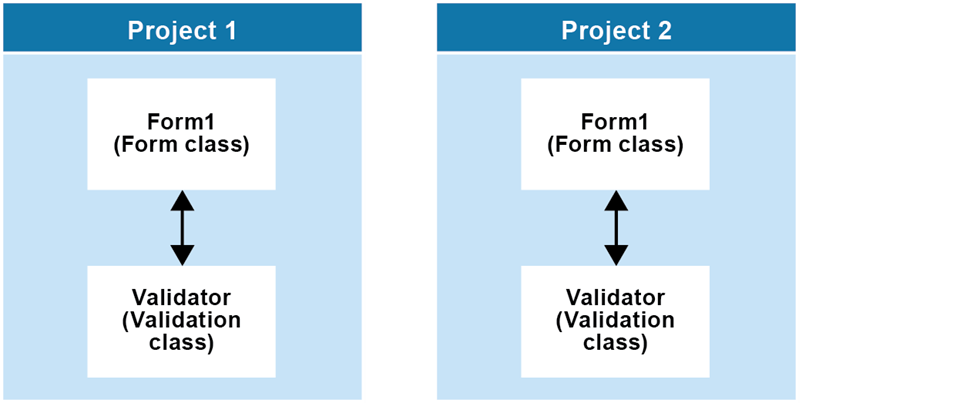 Project 1
Form1
(Form class)
Validator
(Validation
class)
Project 2
Form1
(Form class)
Validator
(Validation
class)